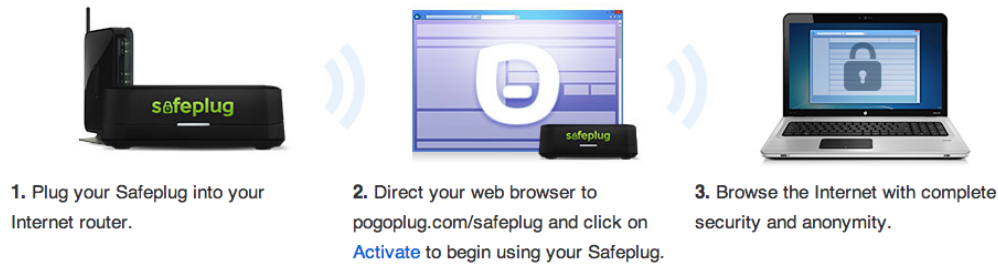 safeplug
safeplug
1. Plug your Safeplug into your
Internet router.
2. Direct your web browser to
pogoplug.com/safeplug and click on
Activate to begin using your Safeplug.
3. Browse the Internet with complete
security and anonymity.